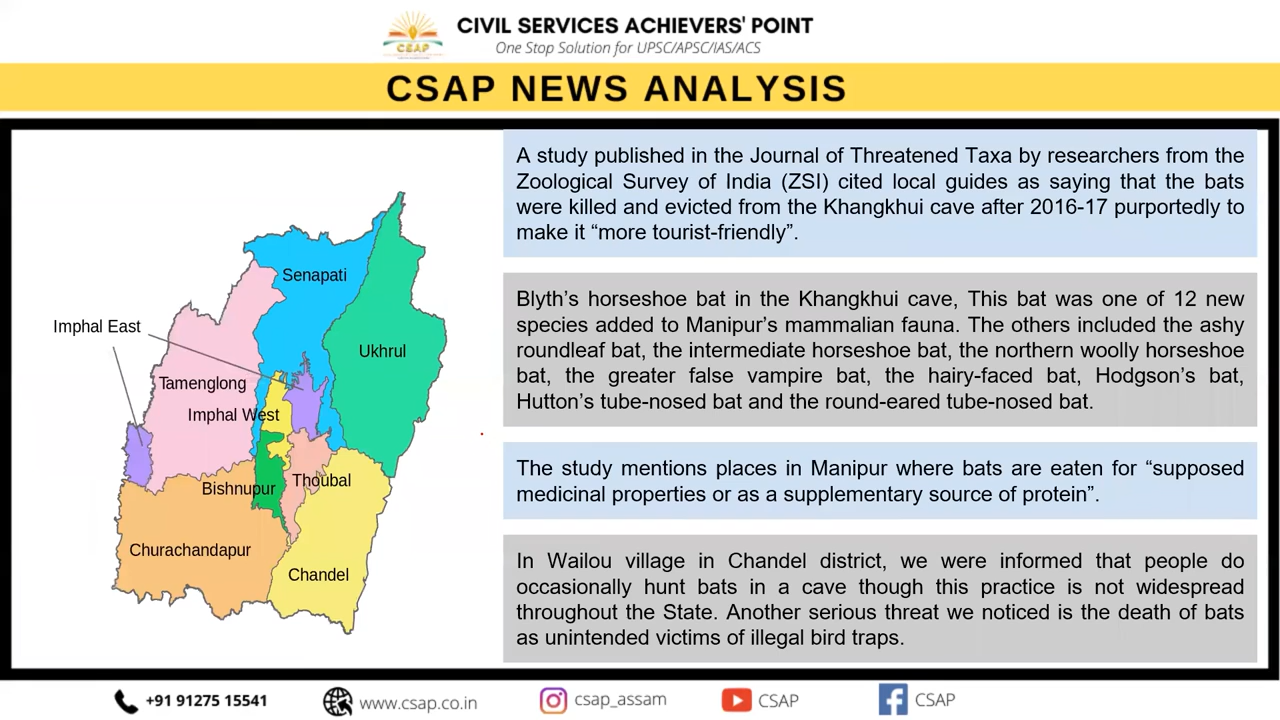 CIVIL SERVICES ACHIEVERS' POINT
CSAP
One Stop Solution for UPSC/APSC/IAS/ACS
CSAP NEWS ANALYSIS
Senapati
Imphal East
Ukhrul
Tamenglong
Imphal West
Thoubal
Bishnupur
Churachandapur
Chandel
A study published in the Journal of Threatened Taxa by researchers from the
Zoological Survey of India (ZSI) cited local guides as saying that the bats
were killed and evicted from the Khangkhui cave after 2016-17 purportedly to
make it “more tourist-friendly”.
Blyth’s horseshoe bat in the Khangkhui cave, This bat was one of 12 new
species added to Manipur’s mammalian fauna. The others included the ashy
roundleaf bat, the intermediate horseshoe bat, the northern woolly horseshoe
bat, the greater false vampire bat, the hairy-faced bat, Hodgson’s bat,
Hutton’s tube-nosed bat and the round-eared tube-nosed bat.
The study mentions places in Manipur where bats are eaten for “supposed
medicinal properties or as a supplementary source of protein”.
In Wailou village in Chandel district, we were informed that people do
occasionally hunt bats in a cave though this practice is not widespread
throughout the State. Another serious threat we noticed is the death of bats
as unintended victims of illegal bird traps.
+91 91275 15541
www.csap.co.in
csap_assam
CSAP
CSAP